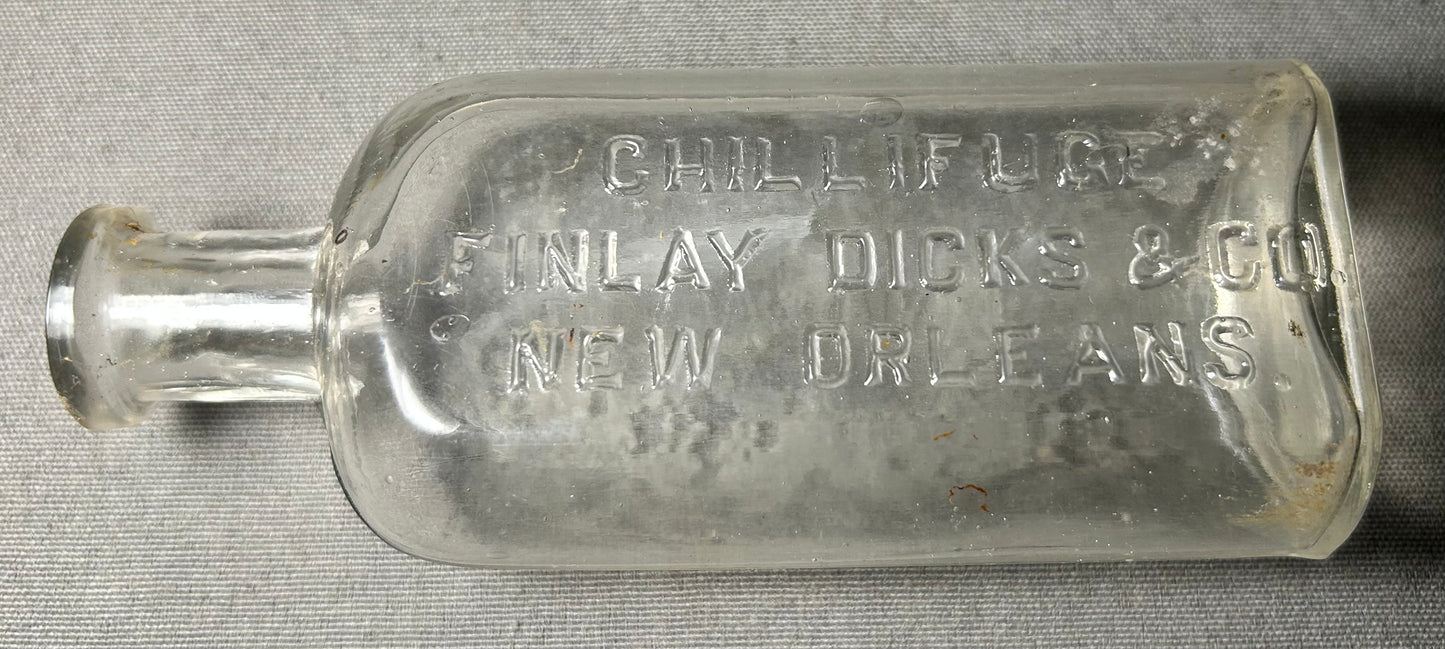 CHILLIFUGE
FINLAY DICKS & CO
NEW ORLEANS.